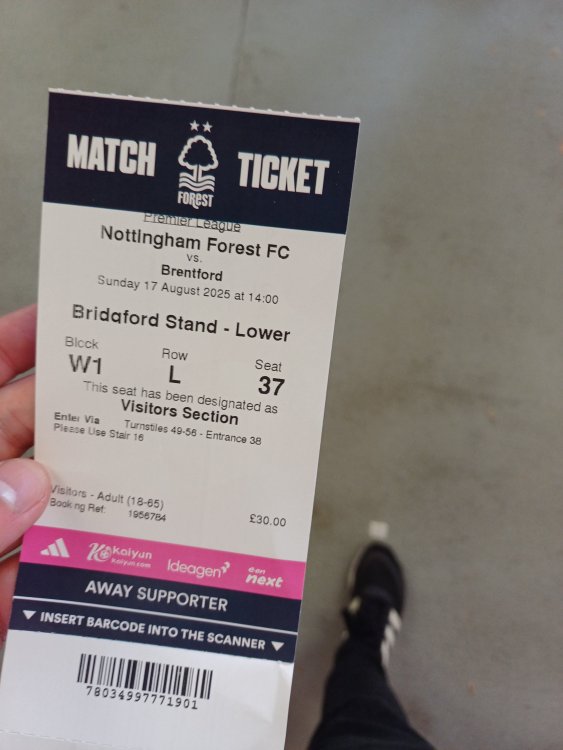 MATCH TICKET
FOREST
Premier League
Nottingham Forest FC
vs.
Brentford
Sunday 17 August 2025 at 14:00
Bridgford Stand - Lower
Block Row Seat
W1 L 37
This seat has been designated as
Visitors Section
Enter Via Turnstiles 49-56 - Entrance 38
Please Use Stair 16
Visitors - Adult (18-65)
Booking Ref: 1956784 £30.00
Kaiyun
Kaiyun.com
Ideagen
e·on
next
AWAY SUPPORTER
INSERT BARCODE INTO THE SCANNER
78034997771901